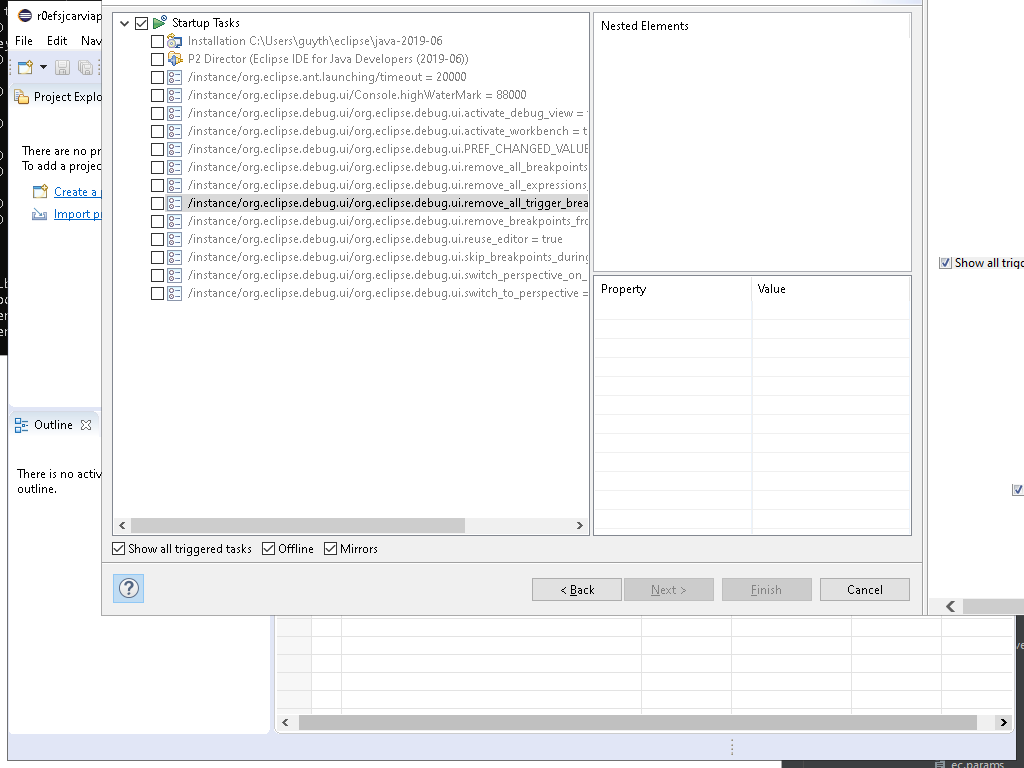 r0efsjcarviap
File Edit Nav
Project Explo
There are no pr
To add a projec
Create a
Import p
Outline
There is no activ
outline.
Startup Tasks
Installation C:\Users\guyth\eclipse\java-2019-06
P2 Director (Eclipse IDE for Java Developers (2019-06))
/instance/org.eclipse.ant.launching/timeout = 20000
/instance/org.eclipse.debug.ui/Console.highWaterMark = 88000
/instance/org.eclipse.debug.ui/org.eclipse.debug.ui.activate_debug_view =
/instance/org.eclipse.debug.ui/org.eclipse.debug.ui.activate_workbench = t
/instance/org.eclipse.debug.ui/org.eclipse.debug.ui.PREF_CHANGED_VALUE
/instance/org.eclipse.debug.ui/org.eclipse.debug.ui.remove_all_breakpoints
/instance/org.eclipse.debug.ui/org.eclipse.debug.ui.remove_all_expressions_
/instance/org.eclipse.debug.ui/org.eclipse.debug.ui.remove_all_trigger_brea
/instance/org.eclipse.debug.ui/org.eclipse.debug.ui.remove_breakpoints_fro
/instance/org.eclipse.debug.ui/org.eclipse.debug.ui.reuse_editor = true
/instance/org.eclipse.debug.ui/org.eclipse.debug.ui.skip_breakpoints_during
/instance/org.eclipse.debug.ui/org.eclipse.debug.ui.switch_perspective_on_
/instance/org.eclipse.debug.ui/org.eclipse.debug.ui.switch_to_perspective =
Nested Elements
Property Value
Show all triggered tasks Offline Mirrors
? < Back Next > Finish Cancel
Show all trigg
ec.params